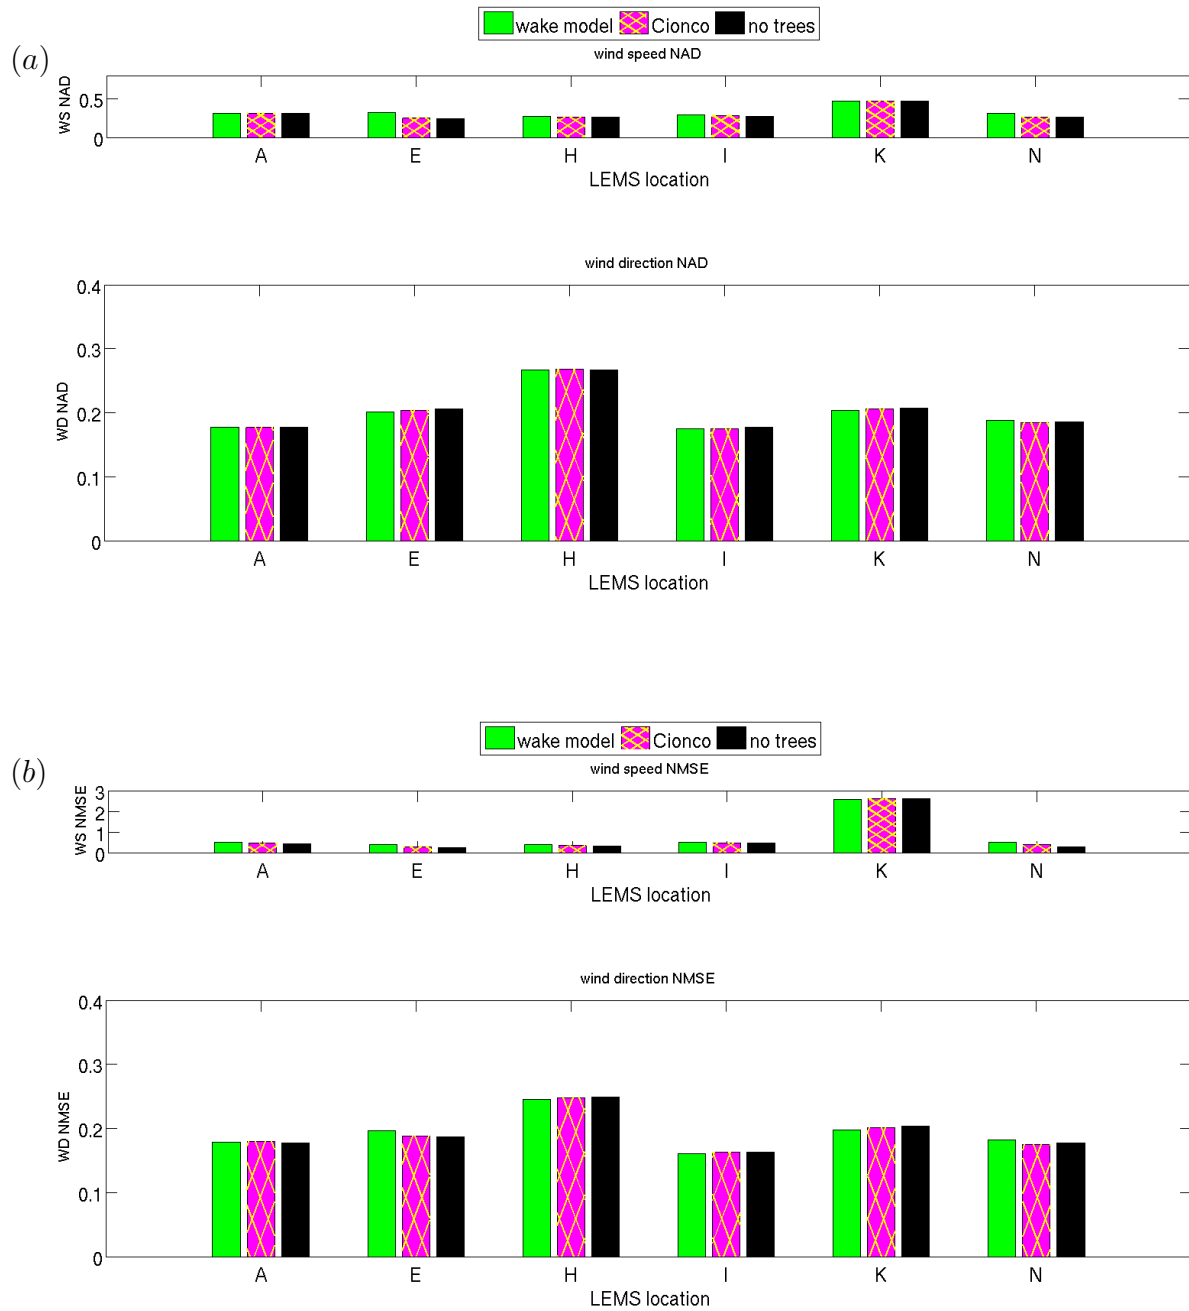 wake model Cionco no trees
(a)
wind speed NAD
WS NAD
0.5
0
A E H I K N
LEMS location
wind direction NAD
WD NAD
0.4
0.3
0.2
0.1
0
A E H I K N
LEMS location
wake model Cionco no trees
(b)
wind speed NMSE
WS NMSE
3
2
1
0
A E H I K N
LEMS location
wind direction NMSE
WD NMSE
0.4
0.3
0.2
0.1
0
A E H I K N
LEMS location